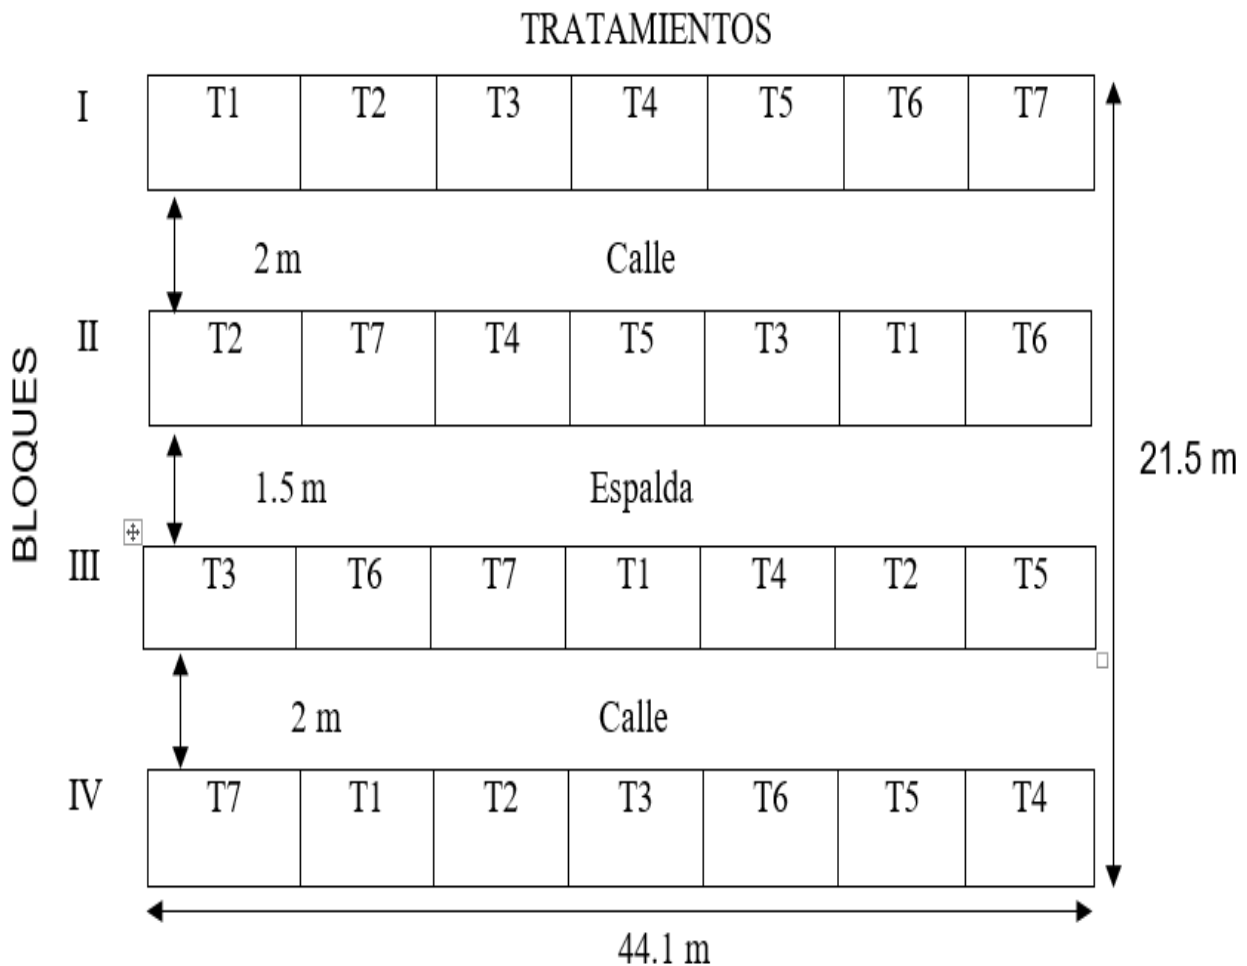 TRATAMIENTOS
I T1 T2 T3 T4 T5 T6 T7
2 m Calle
II T2 T7 T4 T5 T3 T1 T6
BLOQUES
21.5 m
1.5 m Espalda
III T3 T6 T7 T1 T4 T2 T5
2 m Calle
IV T7 T1 T2 T3 T6 T5 T4
44.1 m